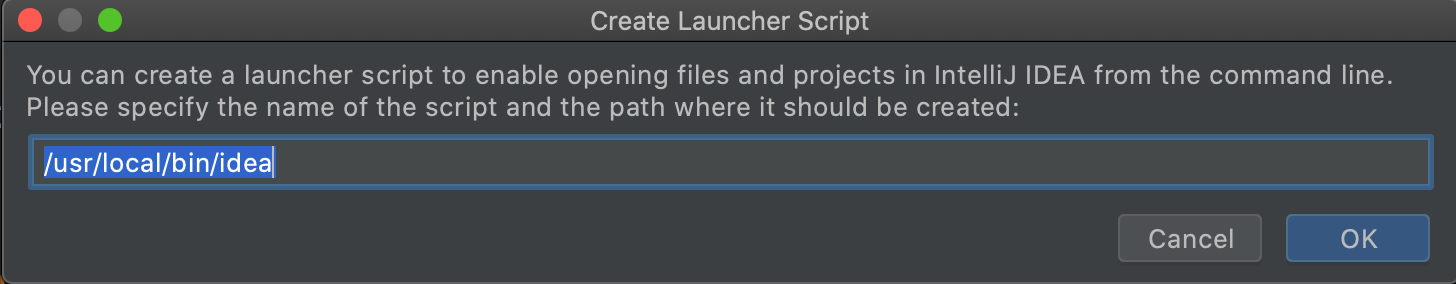 Create Launcher Script
You can create a launcher script to enable opening files and projects in IntelliJ IDEA from the command line.
Please specify the name of the script and the path where it should be created:
/usr/local/bin/idea
Cancel OK